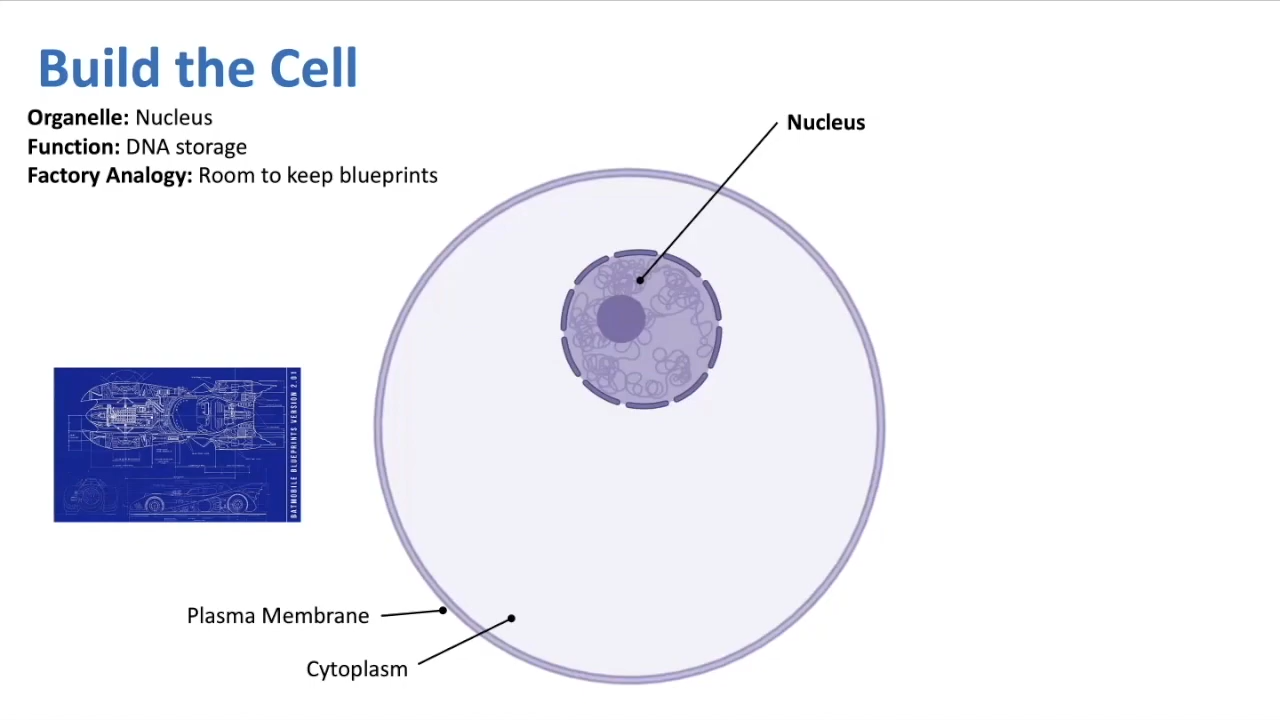 Build the Cell
Organelle: Nucleus
Function: DNA storage
Factory Analogy: Room to keep blueprints
Nucleus
BATMOBILE BLUEPRINTS VERSION 2.01
Plasma Membrane
Cytoplasm